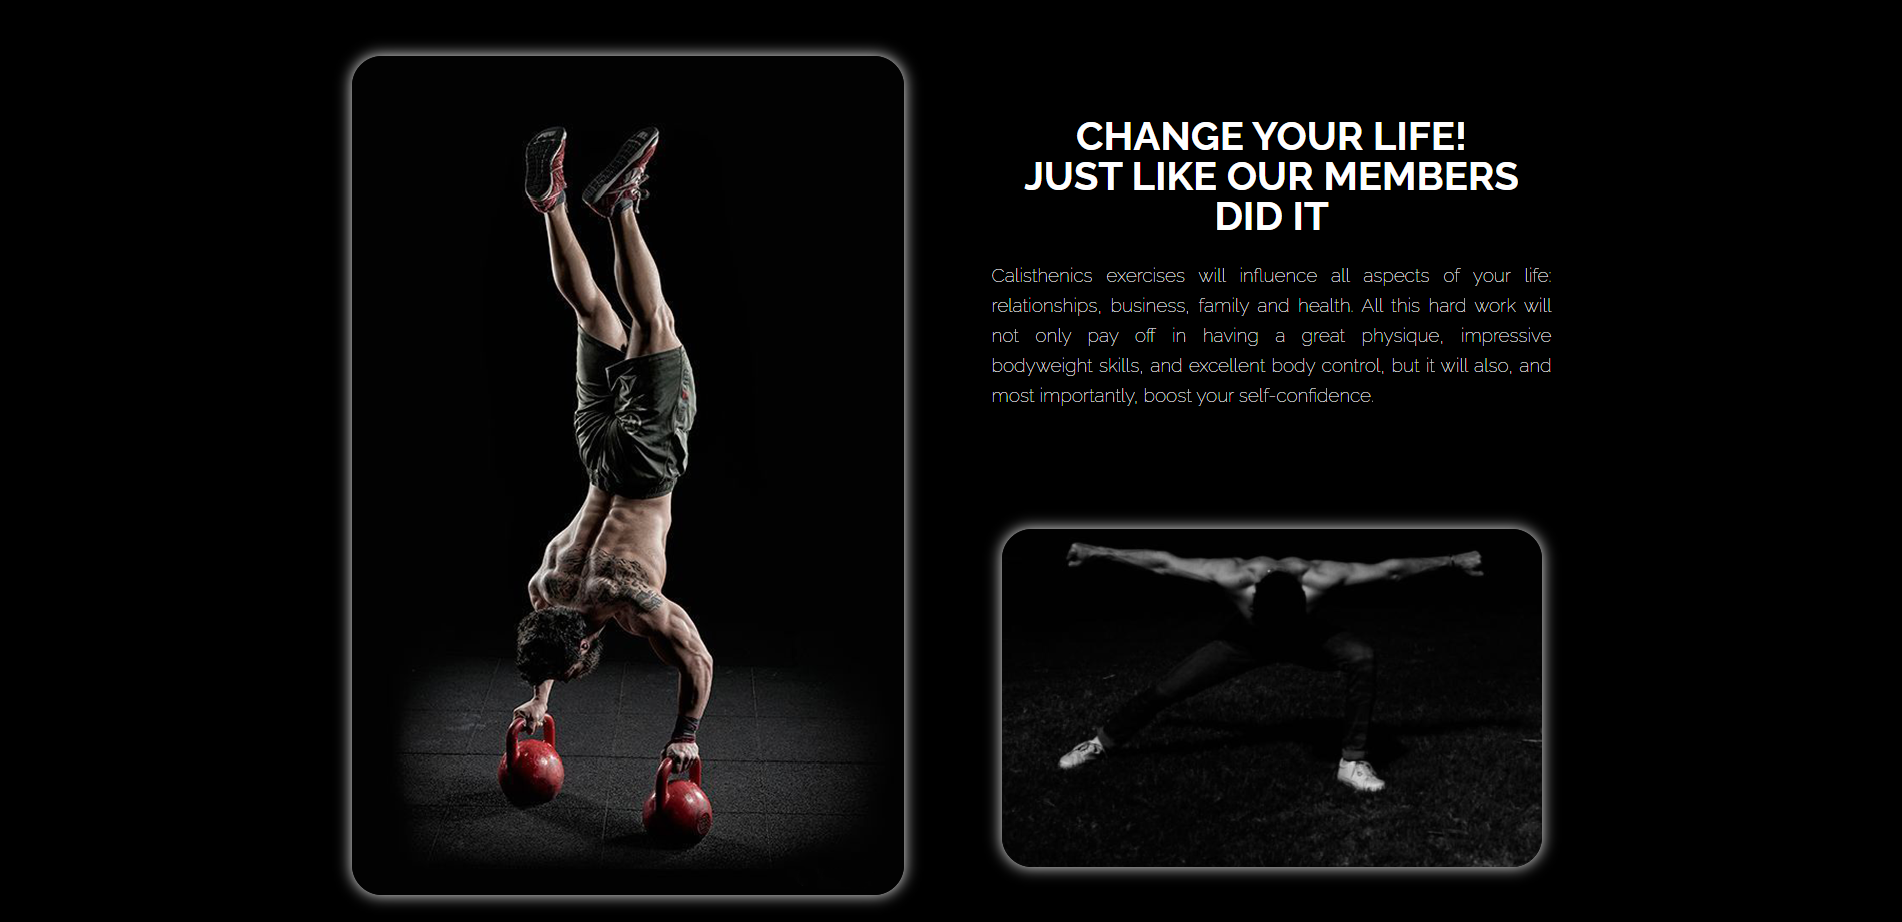 CHANGE YOUR LIFE!
JUST LIKE OUR MEMBERS
DID IT
Calisthenics exercises will influence all aspects of your life:
relationships, business, family and health. All this hard work will
not only pay off in having a great physique, impressive
bodyweight skills, and excellent body control, but it will also, and
most importantly, boost your self-confidence.